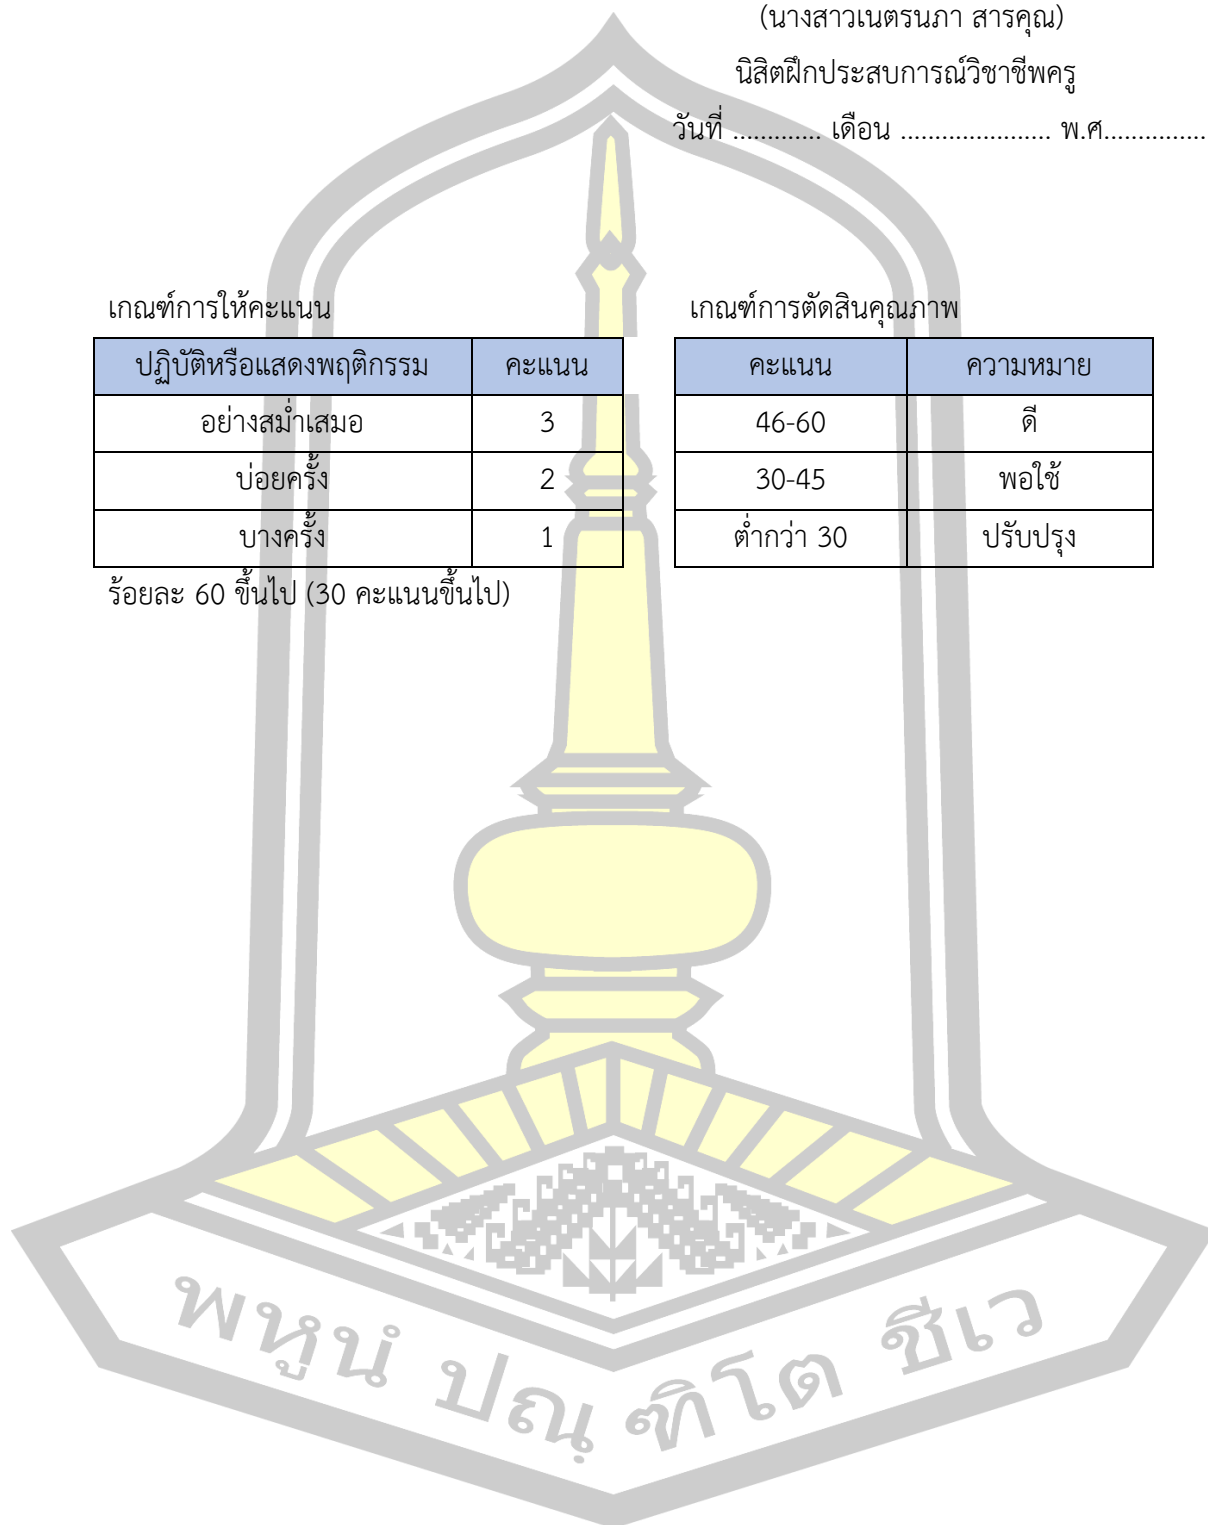 (นางสาวเนตรนภา สารคุณ)
นิสิตฝึกประสบการณ์วิชาชีพครู
วันที่ ............. เดือน ...................... พ.ศ...............
เกณฑ์การให้คะแนน
ปฏิบัติหรือแสดงพฤติกรรม คะแนน
อย่างสม่ำเสมอ 3
บ่อยครั้ง 2
บางครั้ง 1
ร้อยละ 60 ขึ้นไป (30 คะแนนขึ้นไป)
เกณฑ์การตัดสินคุณภาพ
คะแนน ความหมาย
46-60 ดี
30-45 พอใช้
ต่ำกว่า 30 ปรับปรุง
พหูนํ ปณฺฑิโต ชีเว